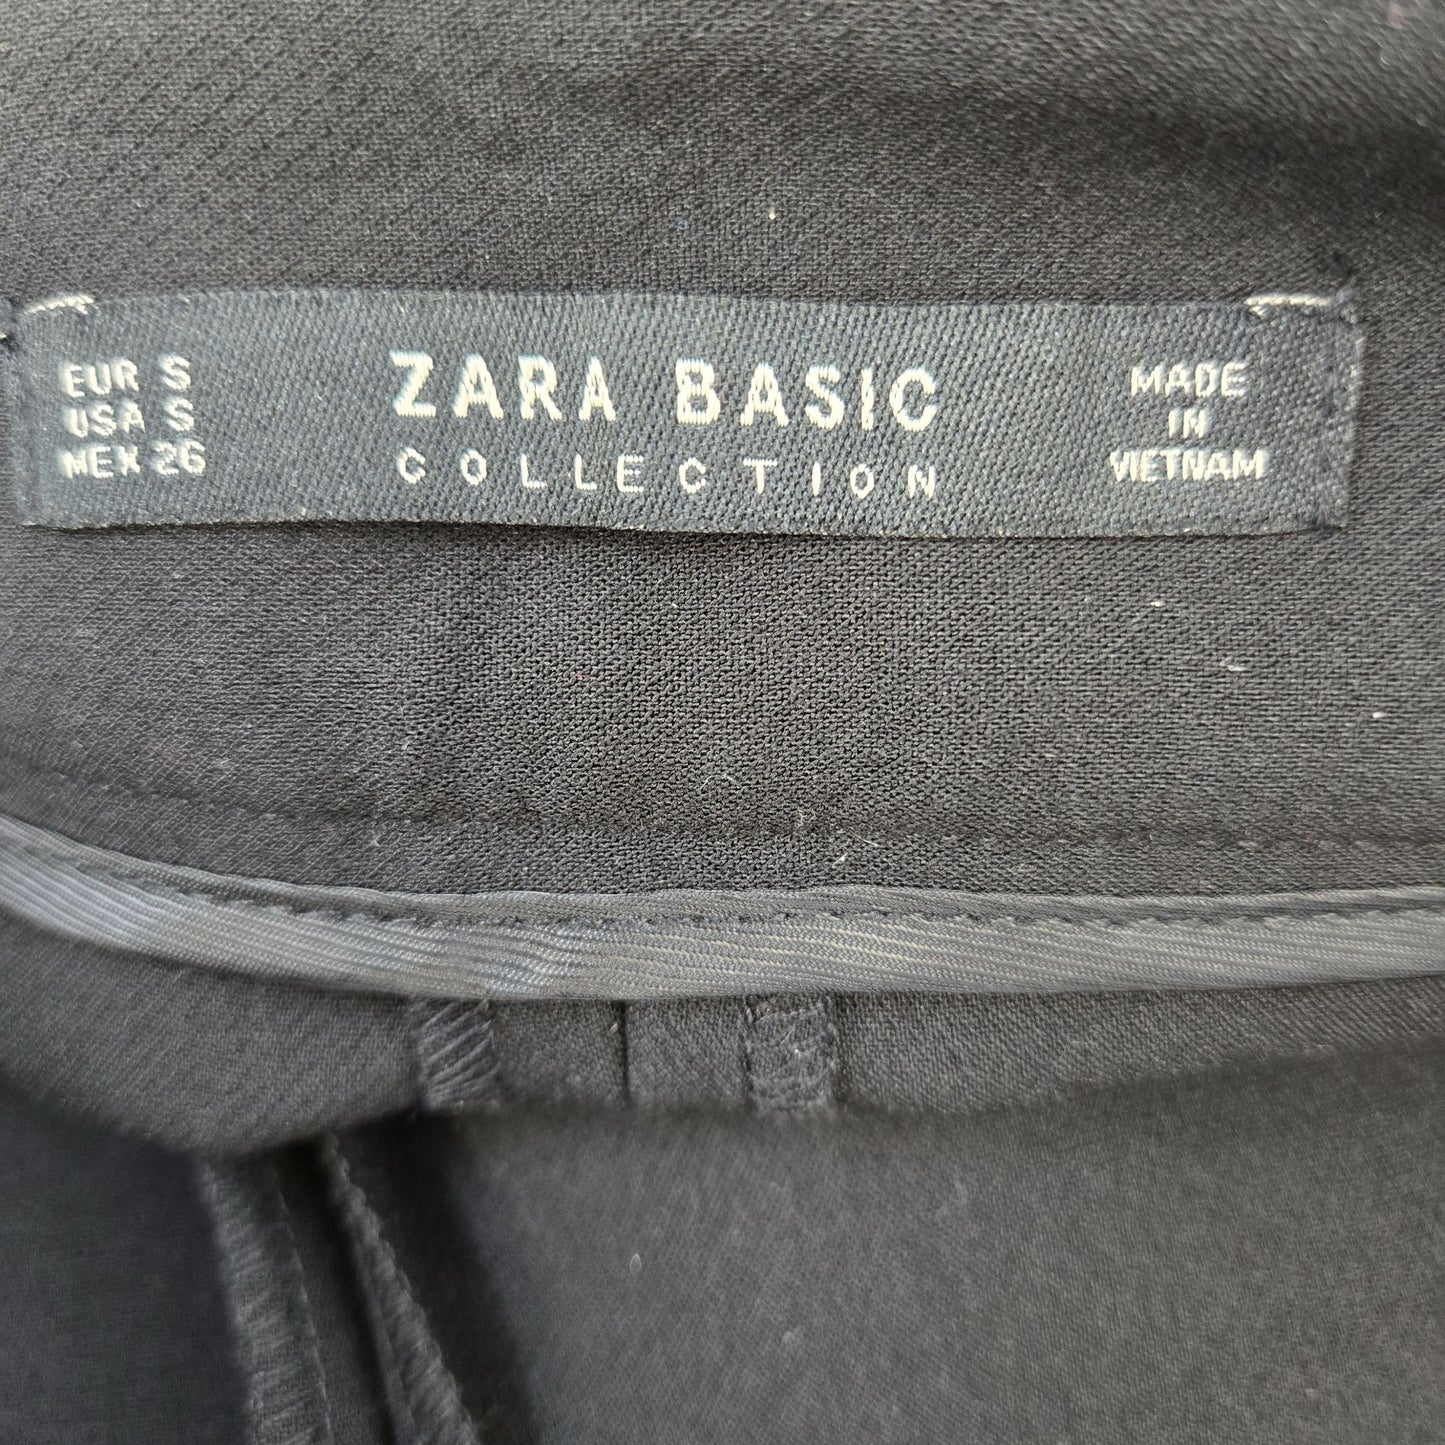 EUR S
USA S
MEX 26
ZARA BASIC
COLLECTION
MADE
IN
VIETNAM